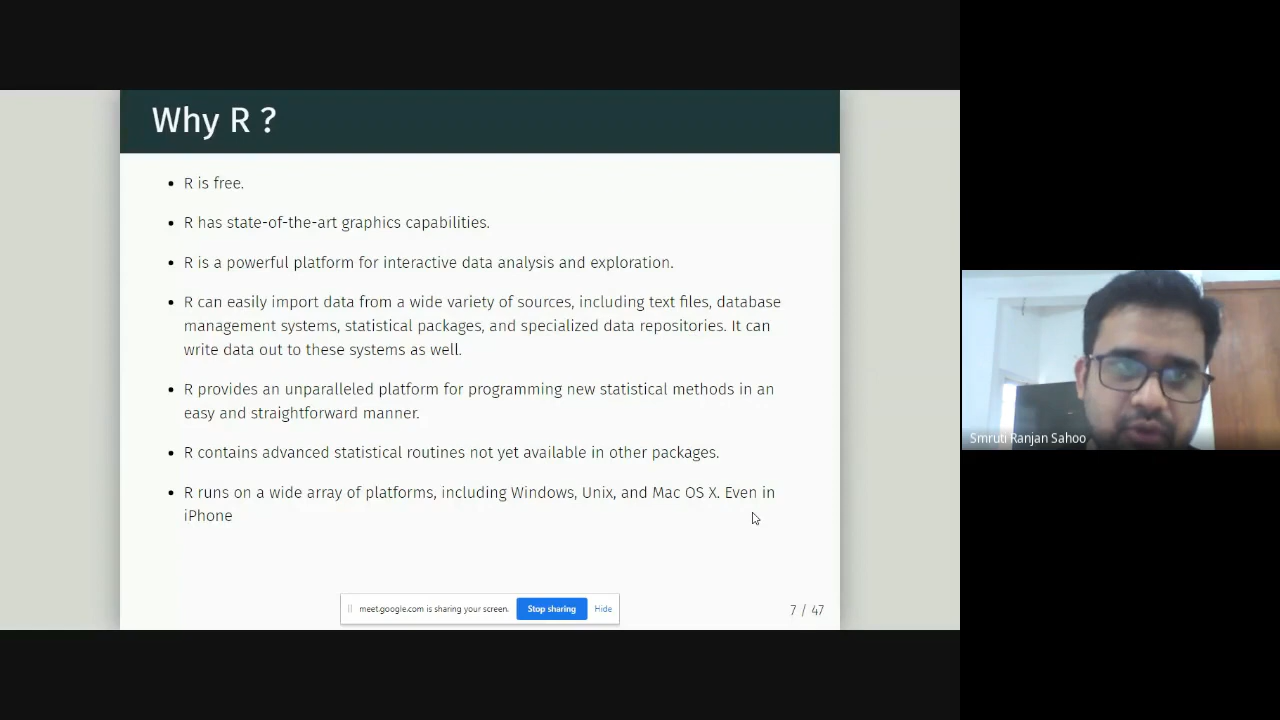 Why R ?
• R is free.
• R has state-of-the-art graphics capabilities.
• R is a powerful platform for interactive data analysis and exploration.
• R can easily import data from a wide variety of sources, including text files, database
management systems, statistical packages, and specialized data repositories. It can
write data out to these systems as well.
• R provides an unparalleled platform for programming new statistical methods in an
easy and straightforward manner.
• R contains advanced statistical routines not yet available in other packages.
• R runs on a wide array of platforms, including Windows, Unix, and Mac OS X. Even in
iPhone
meet.google.com is sharing your screen. Stop sharing Hide
7 / 47
Smruti Ranjan Sahoo